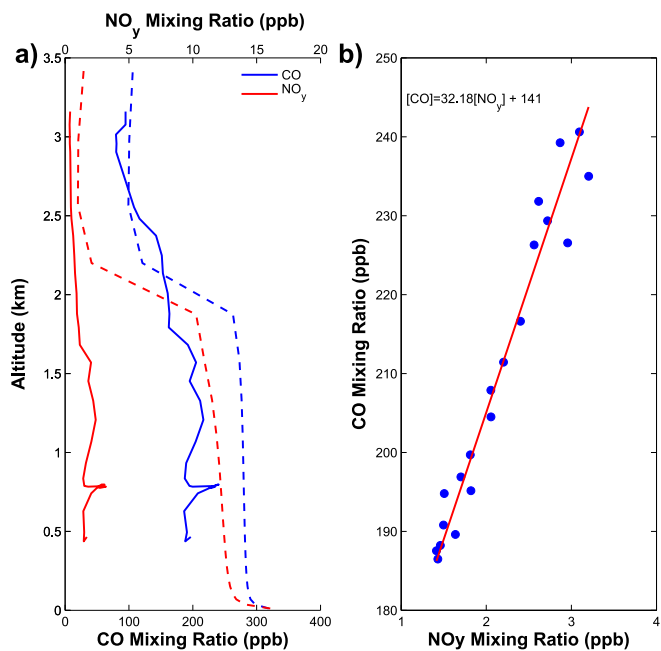 NOy Mixing Ratio (ppb)
0 5 10 15 20
a)
CO
NOy
Altitude (km)
3.5
3
2.5
2
1.5
1
0.5
0
0 100 200 300 400
CO Mixing Ratio (ppb)
b)
[CO]=32.18[NOy] + 141
CO Mixing Ratio (ppb)
250
240
230
220
210
200
190
180
1 2 3 4
NOy Mixing Ratio (ppb)